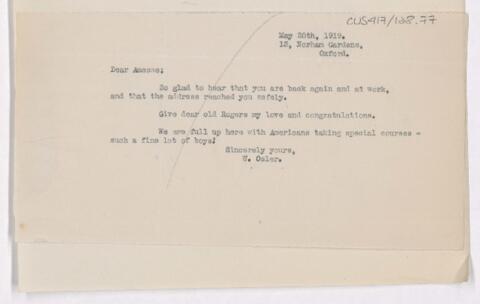 CUS417/128.77
May 20th, 1919.
13, Norham Gardens,
Oxford.
Dear Amesse;
So glad to hear that you are back again and at work,
and that the address reached you safely.
Give dear old Rogers my love and congratulations.
We are full up here with Americans taking special courses -
such a fine lot of boys!
Sincerely yours,
W. Osler.